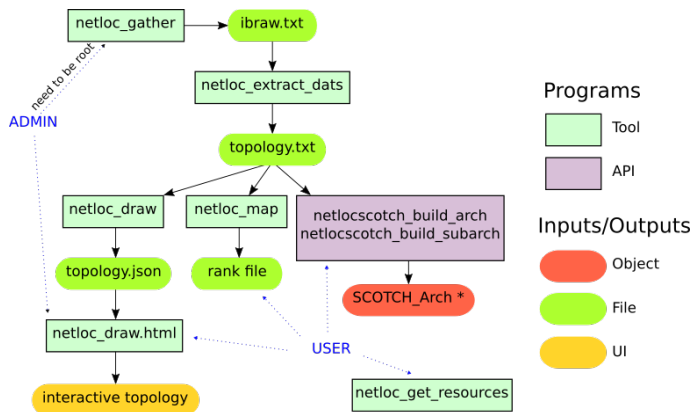 netloc_gather
ibraw.txt
need to be root
netloc_extract_dats
Programs
ADMIN
Tool
topology.txt
API
netloc_draw
netloc_map
netlocscotch_build_arch
netlocscotch_build_subarch
Inputs/Outputs
topology.json
rank file
Object
SCOTCH_Arch *
File
netloc_draw.html
USER
UI
interactive topology
netloc_get_resources